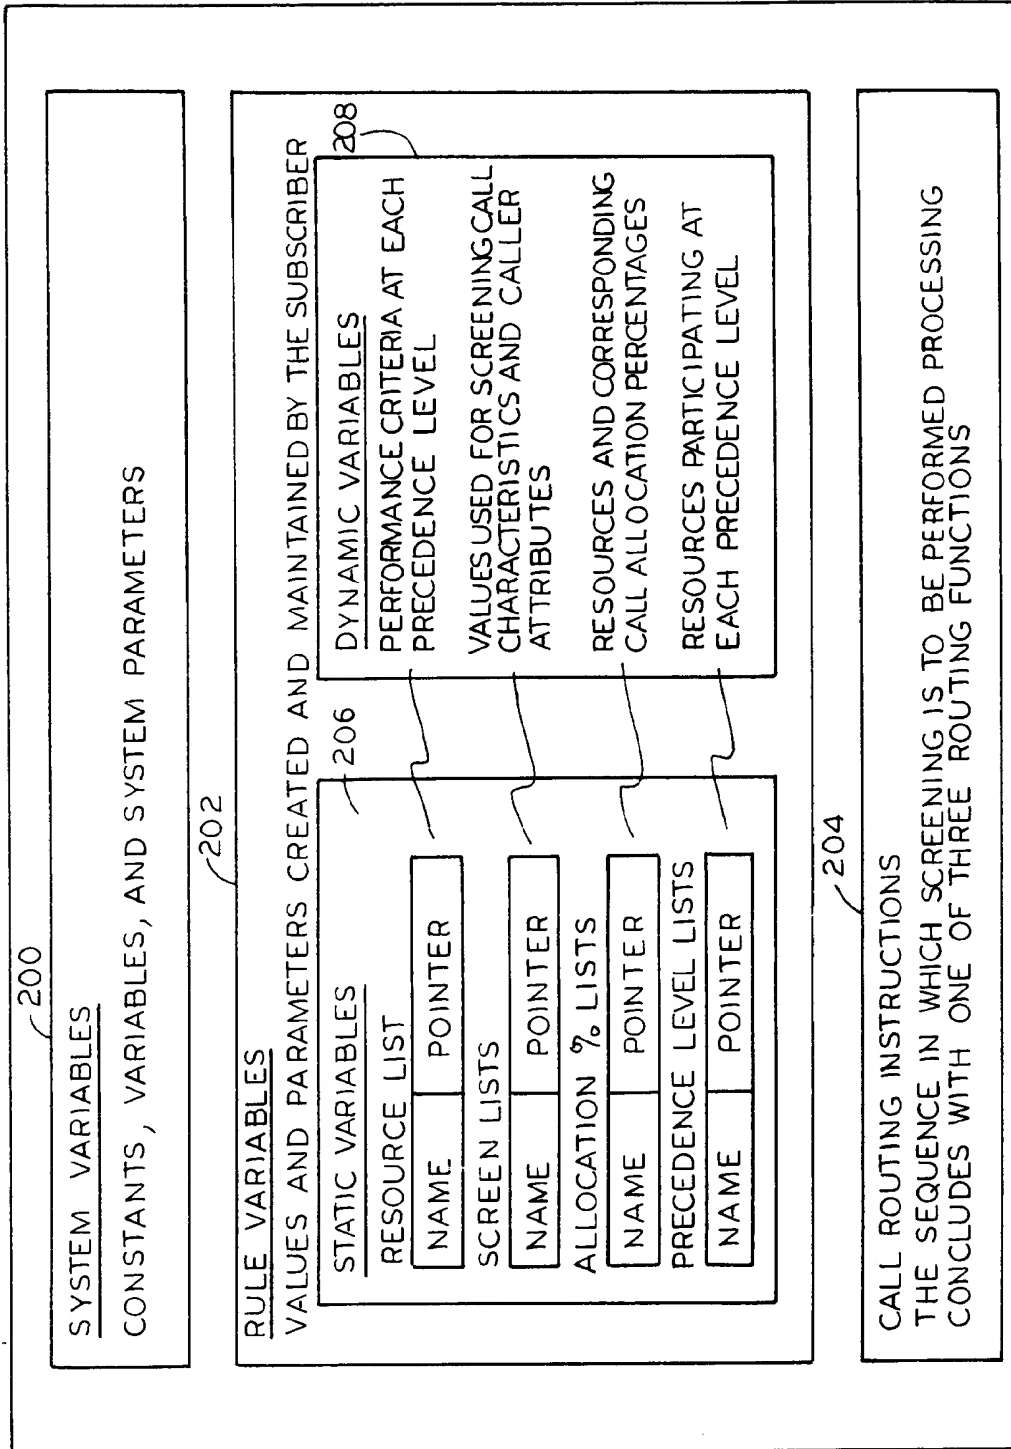 200
SYSTEM VARIABLES
CONSTANTS, VARIABLES, AND SYSTEM PARAMETERS
202
RULE VARIABLES
VALUES AND PARAMETERS CREATED AND MAINTAINED BY THE SUBSCRIBER
206
STATIC VARIABLES
RESOURCE LIST
NAME POINTER
SCREEN LISTS
NAME POINTER
ALLOCATION % LISTS
NAME POINTER
PRECEDENCE LEVEL LISTS
NAME POINTER
208
DYNAMIC VARIABLES
PERFORMANCE CRITERIA AT EACH
PRECEDENCE LEVEL
VALUES USED FOR SCREENING CALL
CHARACTERISTICS AND CALLER
ATTRIBUTES
RESOURCES AND CORRESPONDING
CALL ALLOCATION PERCENTAGES
RESOURCES PARTICIPATING AT
EACH PRECEDENCE LEVEL
204
CALL ROUTING INSTRUCTIONS
THE SEQUENCE IN WHICH SCREENING IS TO BE PERFORMED PROCESSING
CONCLUDES WITH ONE OF THREE ROUTING FUNCTIONS